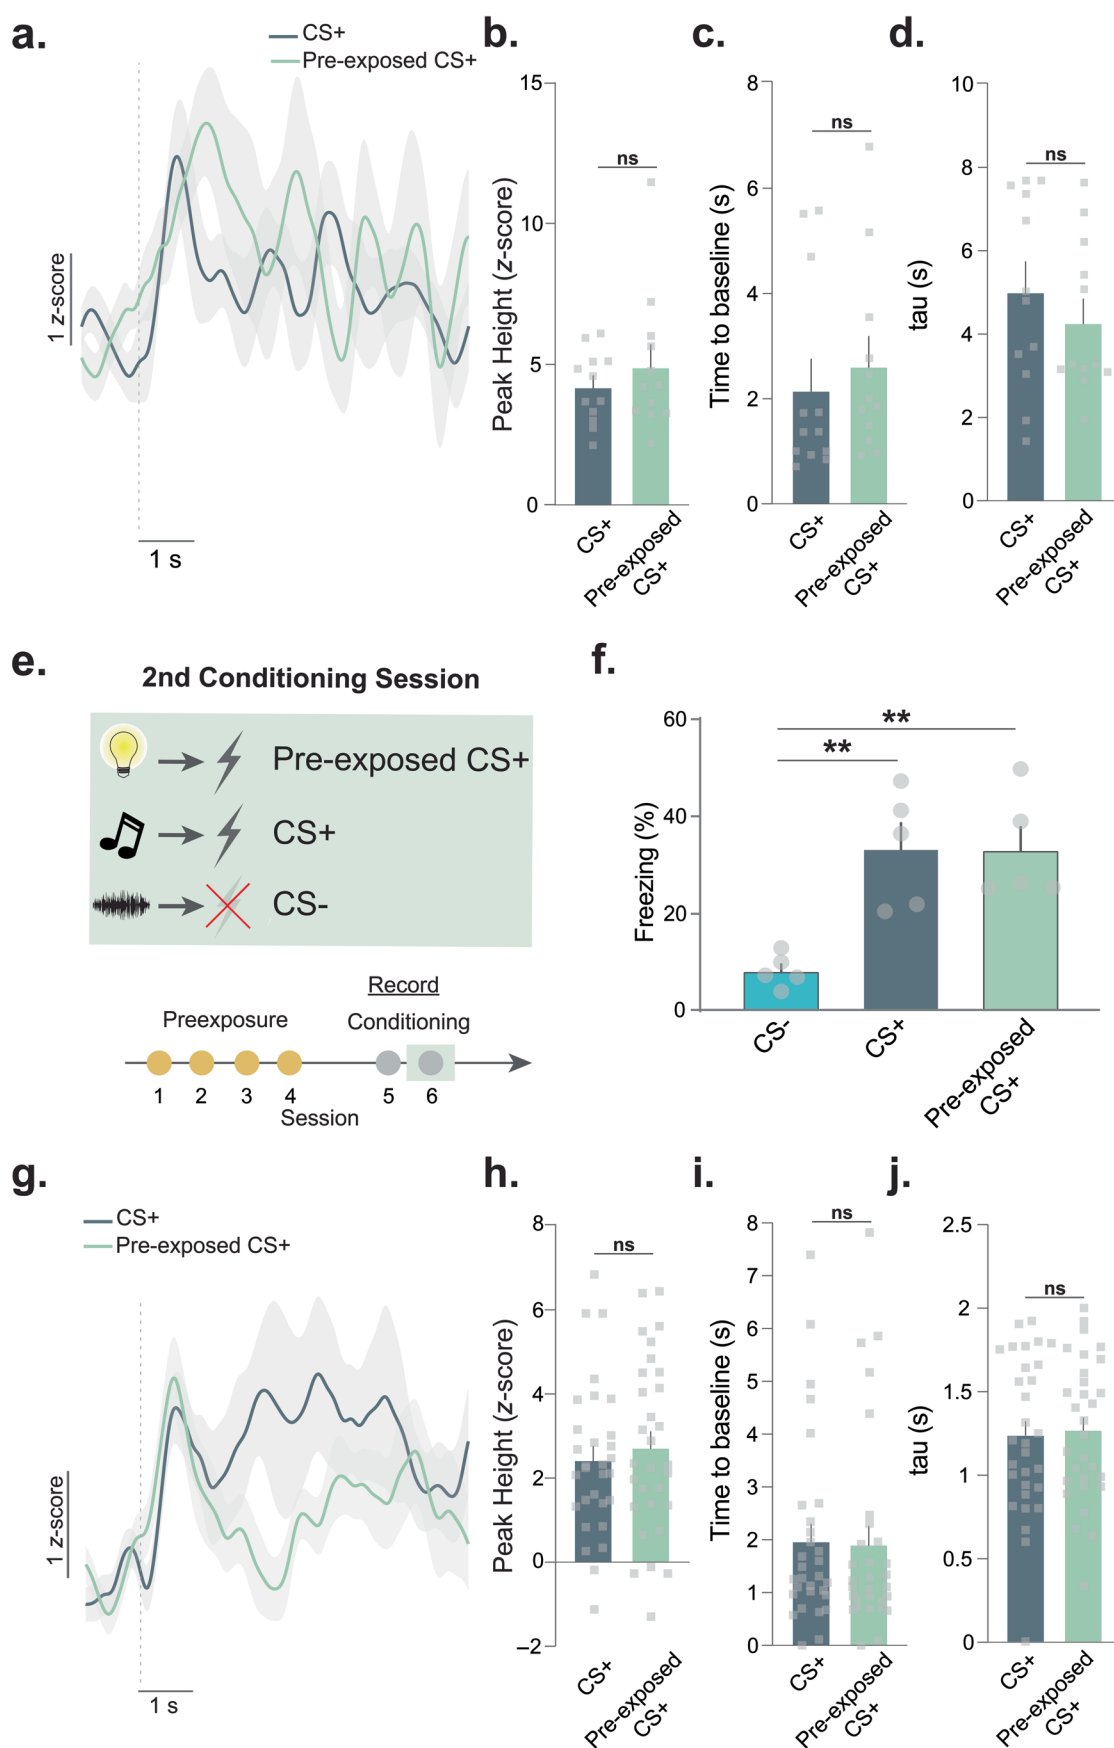 a.
CS+
Pre-exposed CS+
1 z-score
1 s
b.
Peak Height (z-score)
15
10
5
0
ns
CS+
Pre-exposed
CS+
c.
Time to baseline (s)
8
6
4
2
0
ns
CS+
Pre-exposed
CS+
d.
tau (s)
10
8
6
4
2
0
ns
CS+
Pre-exposed
CS+
e.
2nd Conditioning Session
Pre-exposed CS+
CS+
CS-
Record
Preexposure
Conditioning
1 2 3 4 5 6
Session
f.
Freezing (%)
60
40
20
0
**
**
CS-
CS+
Pre-exposed
CS+
g.
CS+
Pre-exposed CS+
1 z-score
1 s
h.
Peak Height (z-score)
8
6
4
2
0
−2
ns
CS+
Pre-exposed
CS+
i.
Time to baseline (s)
8
7
6
5
4
3
2
1
0
ns
CS+
Pre-exposed
CS+
j.
tau (s)
2.5
2
1.5
1
0.5
0
ns
CS+
Pre-exposed
CS+